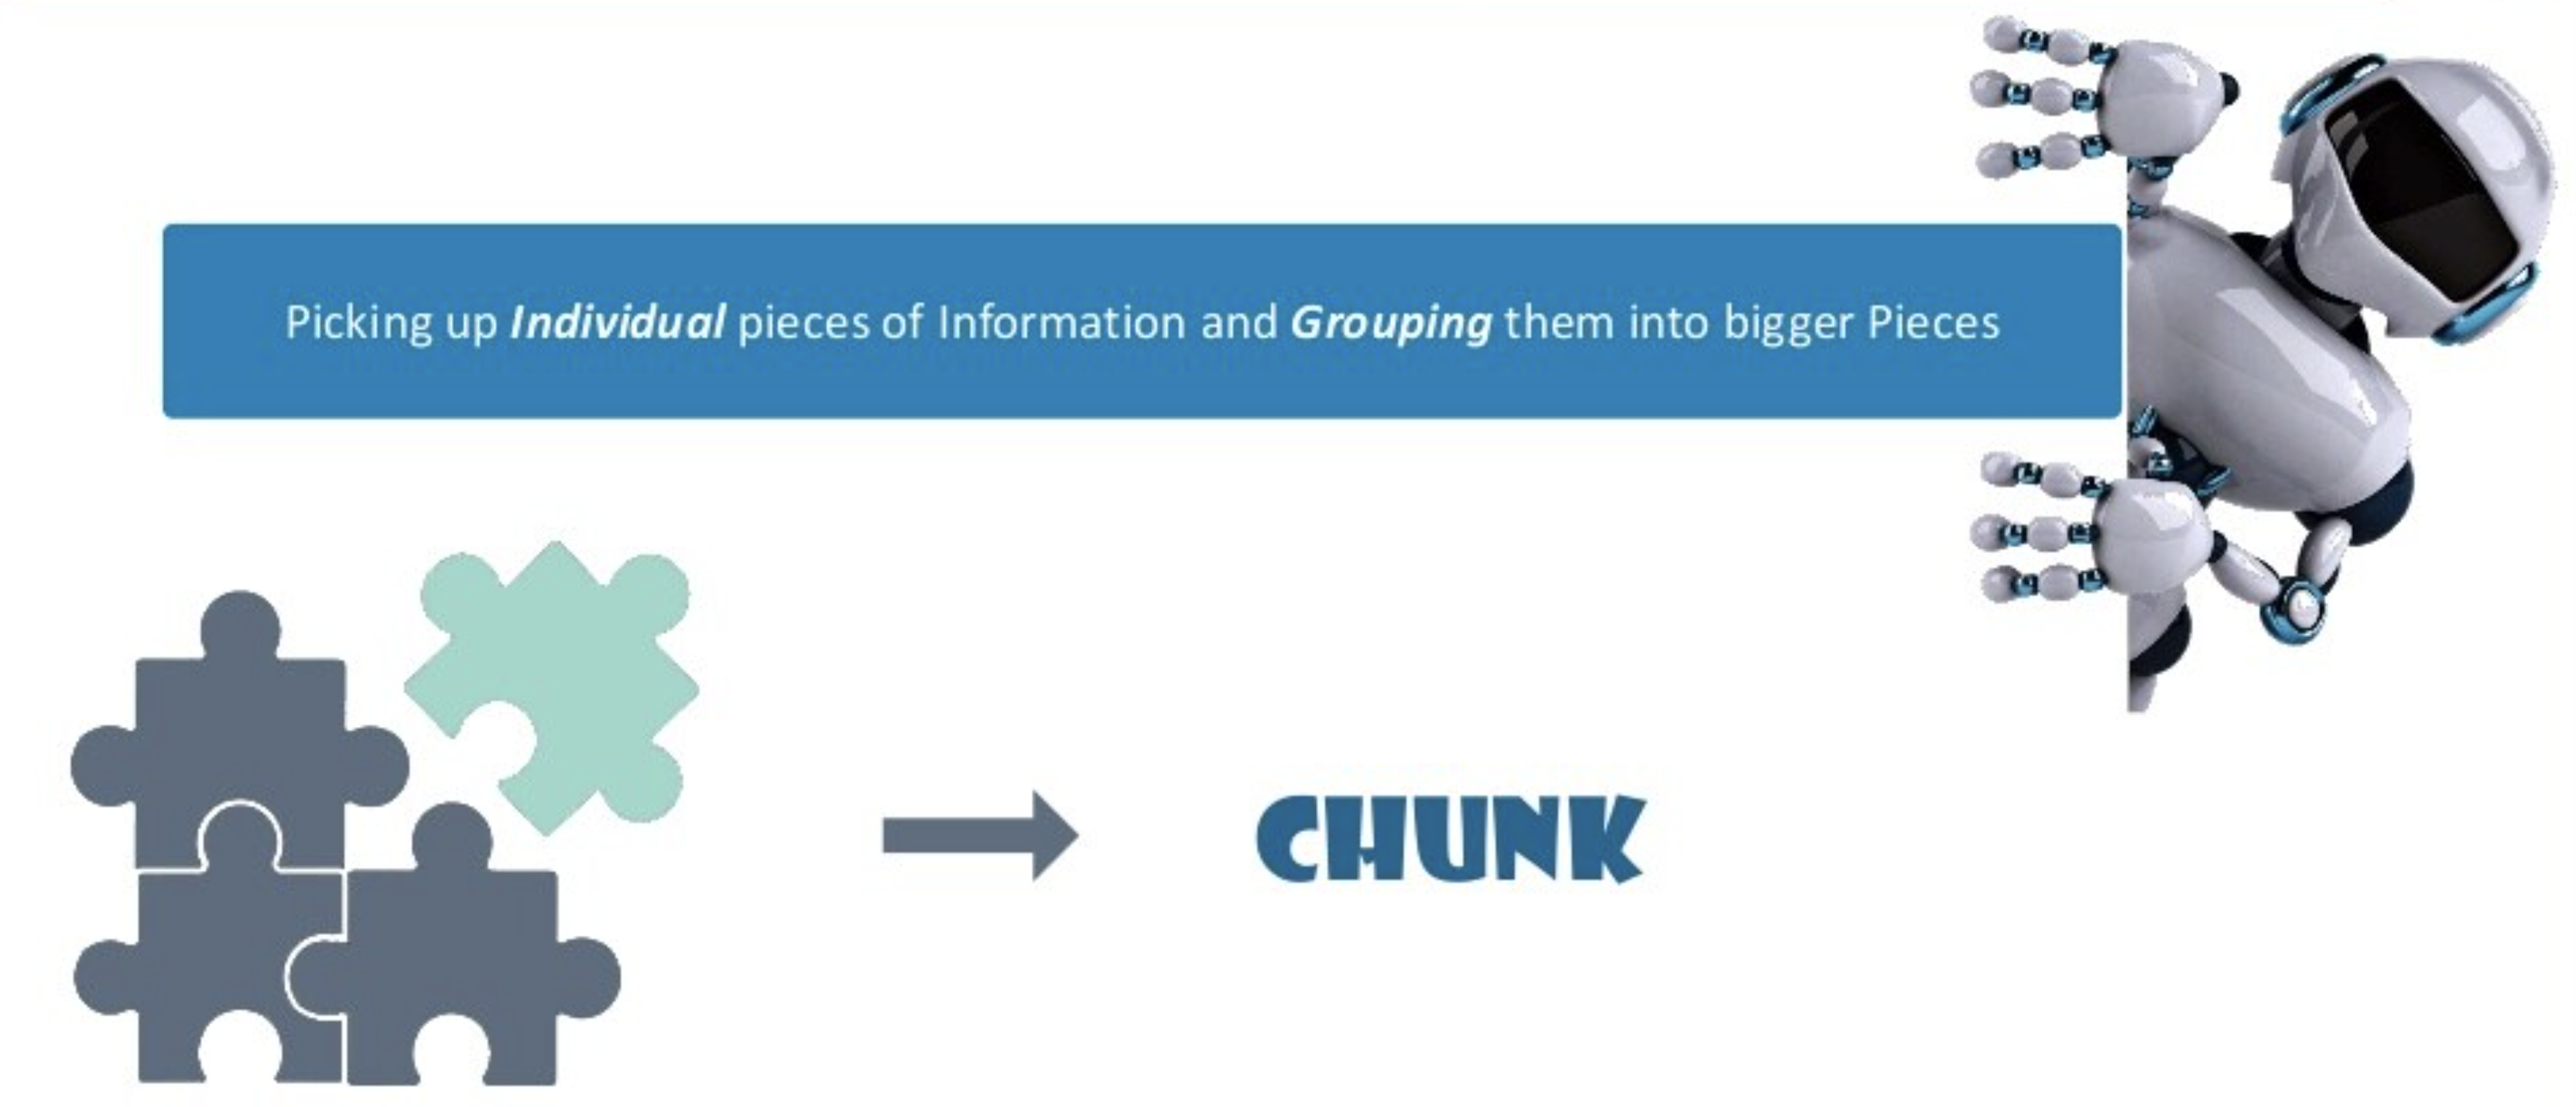 Picking up Individual pieces of Information and Grouping them into bigger Pieces
CHUNK